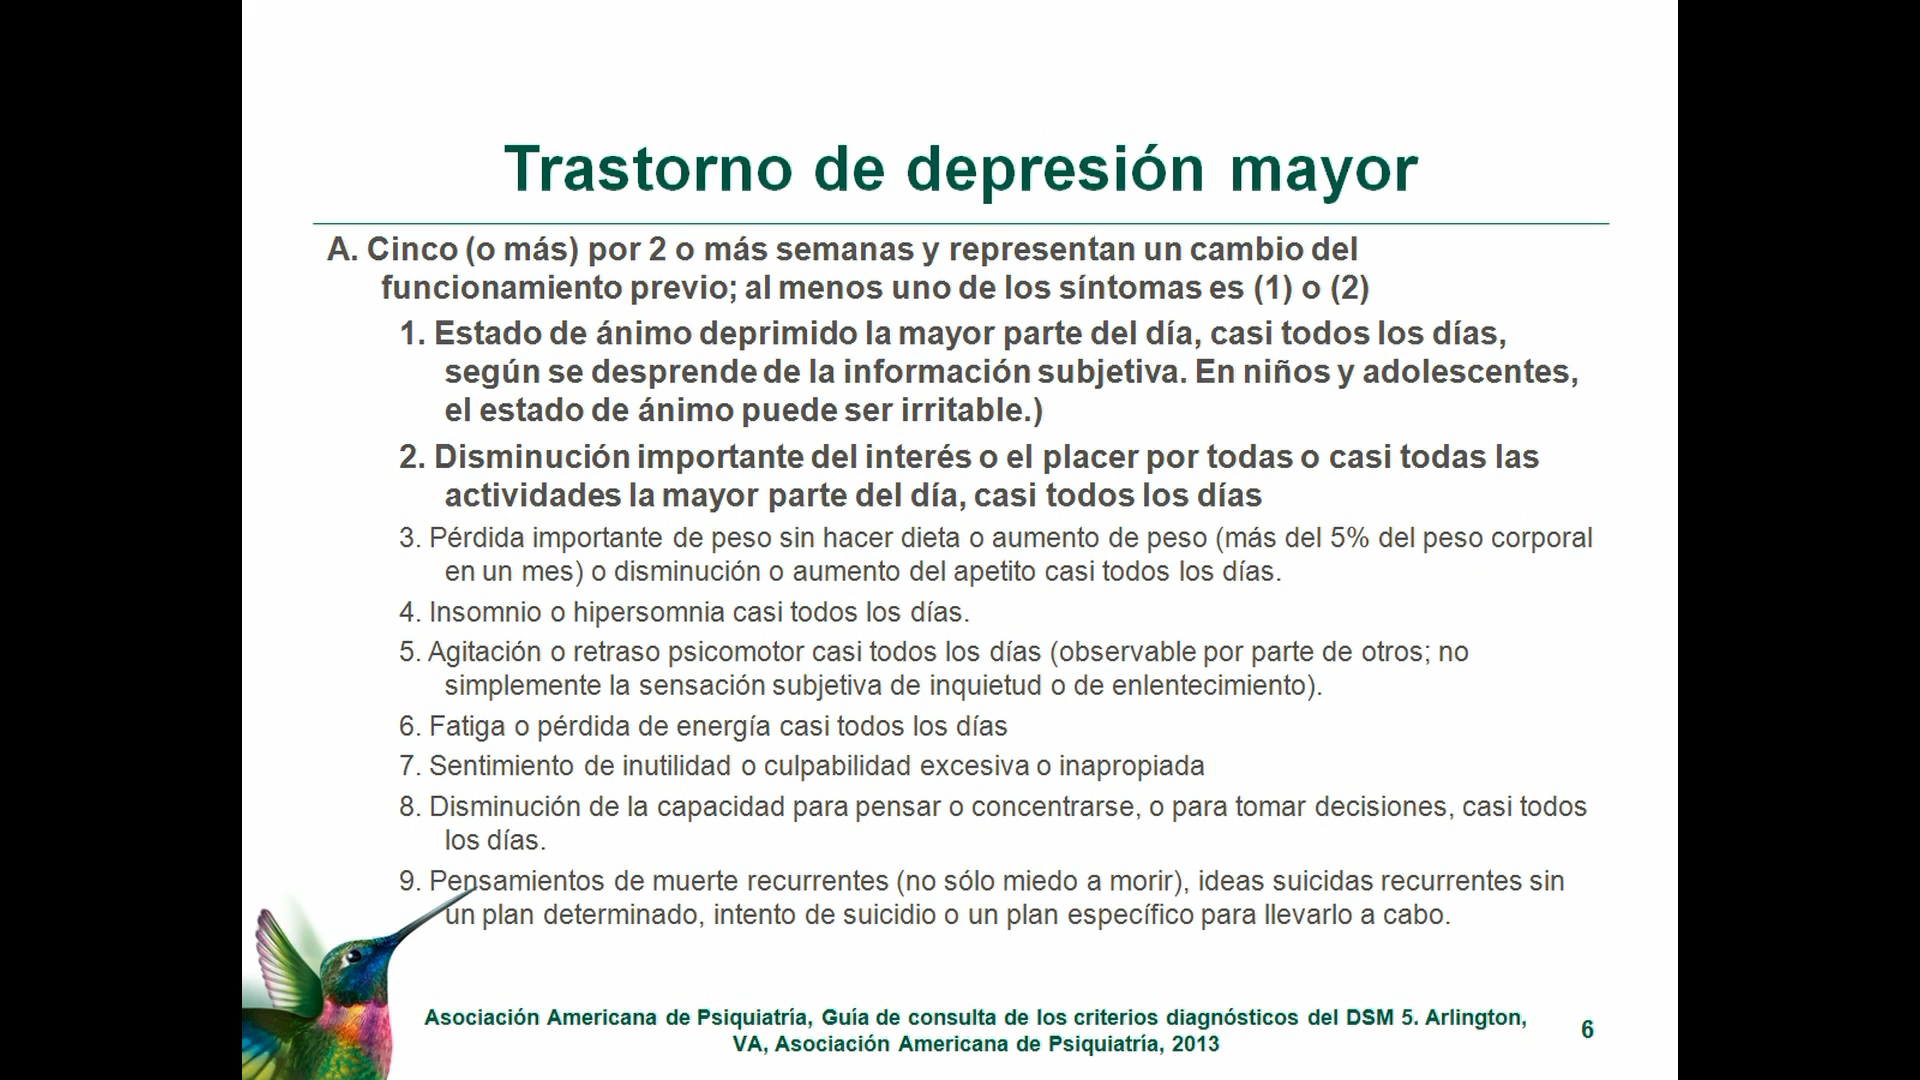 Trastorno de depresión mayor
A. Cinco (o más) por 2 o más semanas y representan un cambio del
funcionamiento previo; al menos uno de los síntomas es (1) o (2)
1. Estado de ánimo deprimido la mayor parte del día, casi todos los días,
según se desprende de la información subjetiva. En niños y adolescentes,
el estado de ánimo puede ser irritable.)
2. Disminución importante del interés o el placer por todas o casi todas las
actividades la mayor parte del día, casi todos los días
3. Pérdida importante de peso sin hacer dieta o aumento de peso (más del 5% del peso corporal
en un mes) o disminución o aumento del apetito casi todos los días.
4. Insomnio o hipersomnia casi todos los días.
5. Agitación o retraso psicomotor casi todos los días (observable por parte de otros; no
simplemente la sensación subjetiva de inquietud o de enlentecimiento).
6. Fatiga o pérdida de energía casi todos los días
7. Sentimiento de inutilidad o culpabilidad excesiva o inapropiada
8. Disminución de la capacidad para pensar o concentrarse, o para tomar decisiones, casi todos
los días.
9. Pensamientos de muerte recurrentes (no sólo miedo a morir), ideas suicidas recurrentes sin
un plan determinado, intento de suicidio o un plan específico para llevarlo a cabo.
Asociación Americana de Psiquiatría, Guía de consulta de los criterios diagnósticos del DSM 5. Arlington,
VA, Asociación Americana de Psiquiatría, 2013
6